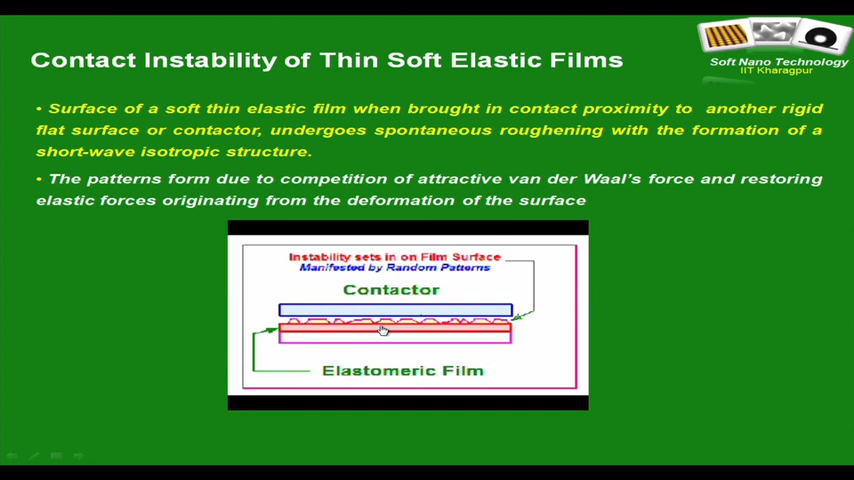 Soft Nano Technology
IIT Kharagpur
Contact Instability of Thin Soft Elastic Films
• Surface of a soft thin elastic film when brought in contact proximity to another rigid
flat surface or contactor, undergoes spontaneous roughening with the formation of a
short-wave isotropic structure.
• The patterns form due to competition of attractive van der Waal's force and restoring
elastic forces originating from the deformation of the surface
Instability sets in on Film Surface
Manifested by Random Patterns
Contactor
Elastomeric Film